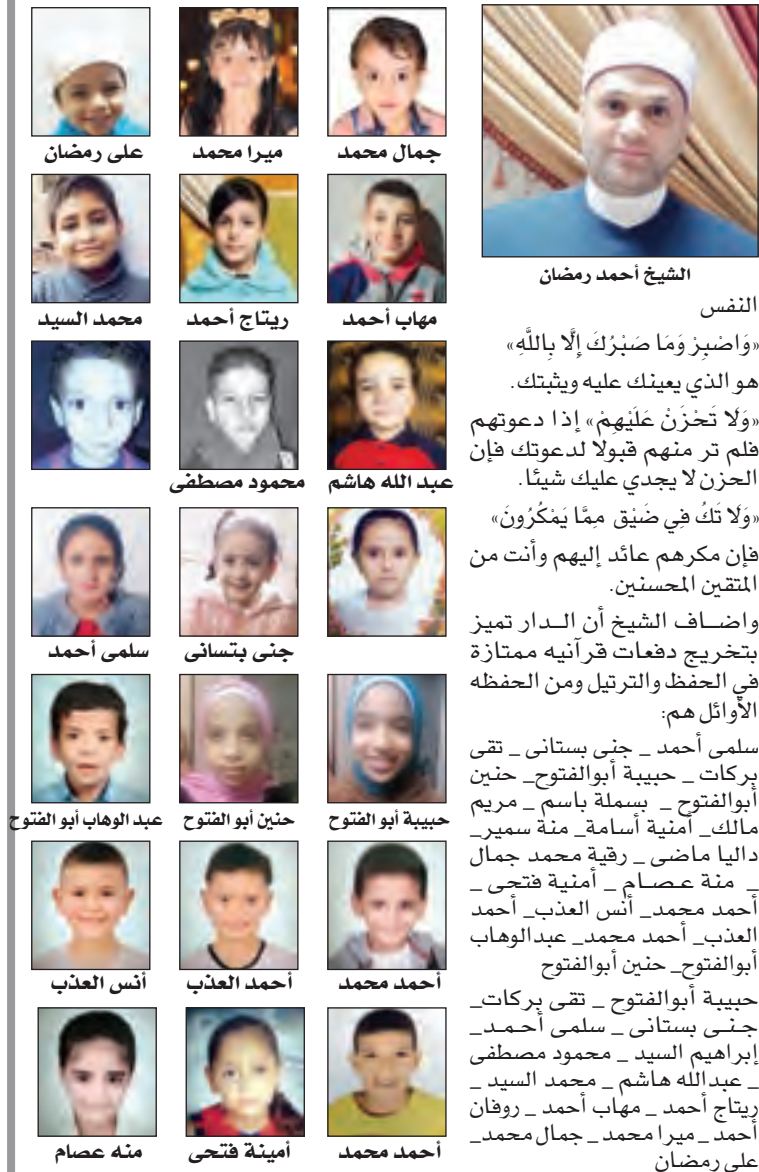 الشيخ أحمد رمضان
النفس
«وَاصْبِرْ وَمَا صَبْرُكَ إِلَّا بِاللَّهِ»
هو الذي يعينك عليه ويثبتك.
«وَلَا تَحْزَنْ عَلَيْهِمْ» إذا دعوتهم
فلم تر منهم قبولا لدعوتك فإن
الحزن لا يجدي عليك شيئا.
«وَلَا تَكُ فِي ضَيْق مِمَّا يَمْكُرُونَ»
فإن مكرهم عائد إليهم وأنت من
المتقين المحسنين.
واضاف الشيخ أن الدار تميز
بتخريج دفعات قرآنيه ممتازة
في الحفظ والترتيل ومن الحفظه
الأوائل هم:
سلمى أحمد _ جنى بستانى _ تقى
بركات _ حبيبة أبوالفتوح_ حنين
أبوالفتوح _ بسملة باسم _ مريم
مالك_ أمنية أسامة_ منة سمير_
داليا ماضى _ رقية محمد جمال
_ منة عصام _ أمنية فتحى _
أحمد محمد_ أنس العذب_ أحمد
العذب_ أحمد محمد_ عبدالوهاب
أبوالفتوح_ حنين أبوالفتوح
حبيبة أبوالفتوح _ تقى بركات_
جنى بستانى _ سلمى أحمد_
إبراهيم السيد _ محمود مصطفى
_ عبدالله هاشم _ محمد السيد _
ريتاج أحمد _ مهاب أحمد _ روفان
أحمد _ ميرا محمد _ جمال محمد_
على رمضان
جمال محمد
ميرا محمد
على رمضان
مهاب أحمد
ريتاج أحمد
محمد السيد
عبد الله هاشم
محمود مصطفى
جنى بتسانى
سلمى أحمد
حبيبة أبو الفتوح
حنين أبو الفتوح
عبد الوهاب أبو الفتوح
أحمد محمد
أحمد العذب
أنس العذب
أحمد محمد
أمينة فتحى
منه عصام